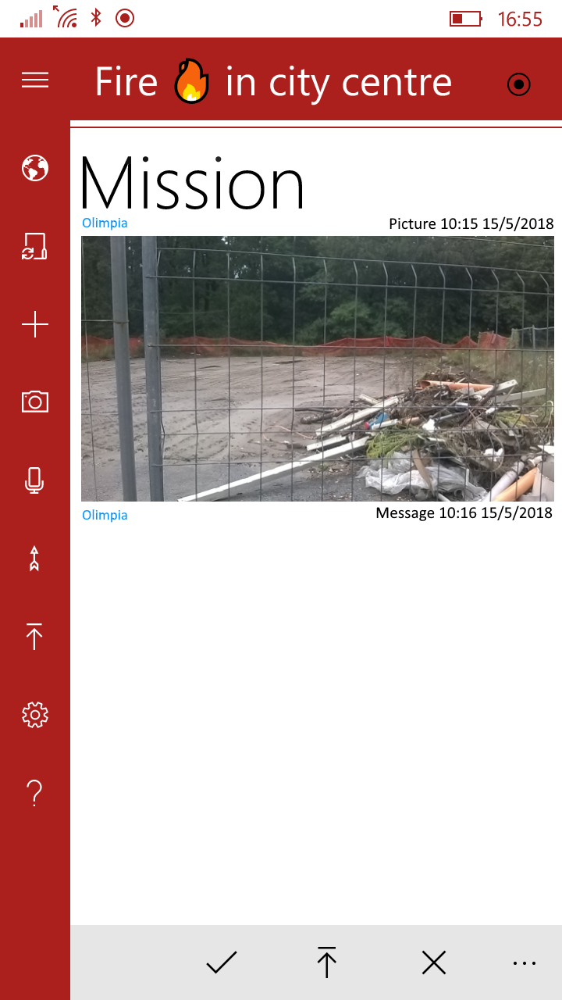 16:55
Fire 🔥 in city centre
Mission
Olimpia Picture 10:15 15/5/2018
Olimpia Message 10:16 15/5/2018